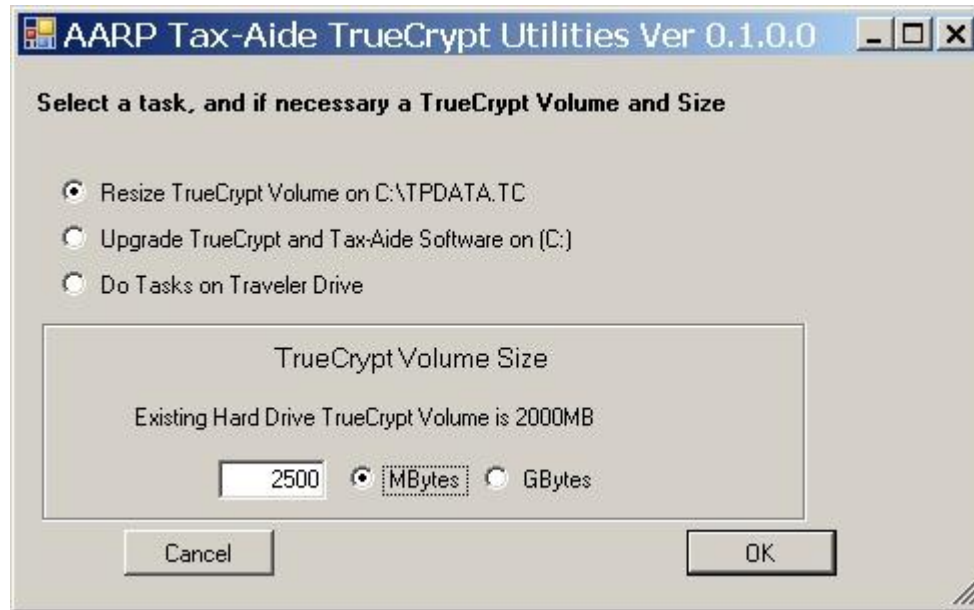 AARP Tax-Aide TrueCrypt Utilities Ver 0.1.0.0
Select a task, and if necessary a TrueCrypt Volume and Size
Resize TrueCrypt Volume on C:\TPDATA.TC
Upgrade TrueCrypt and Tax-Aide Software on (C:)
Do Tasks on Traveler Drive
TrueCrypt Volume Size
Existing Hard Drive TrueCrypt Volume is 2000MB
2500 MBytes GBytes
Cancel OK